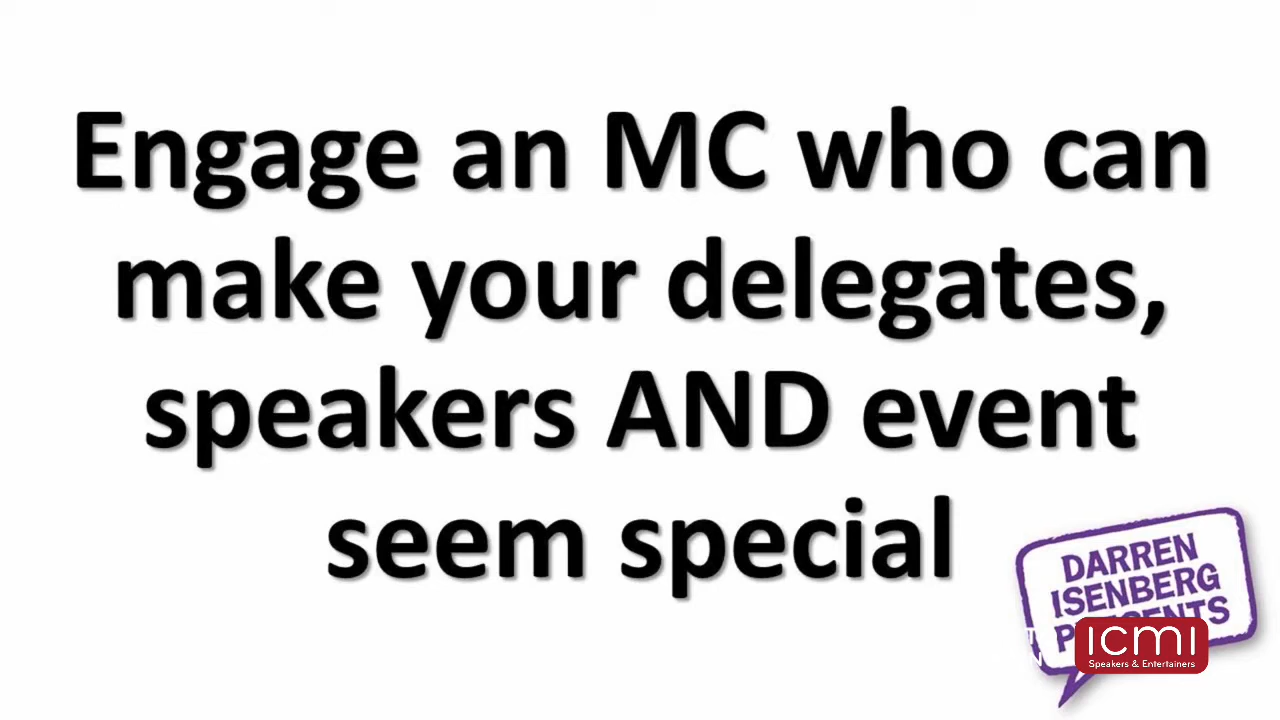 Engage an MC who can
make your delegates,
speakers AND event
seem special
DARREN
ISENBERG
ICMI
Speakers & Entertainers